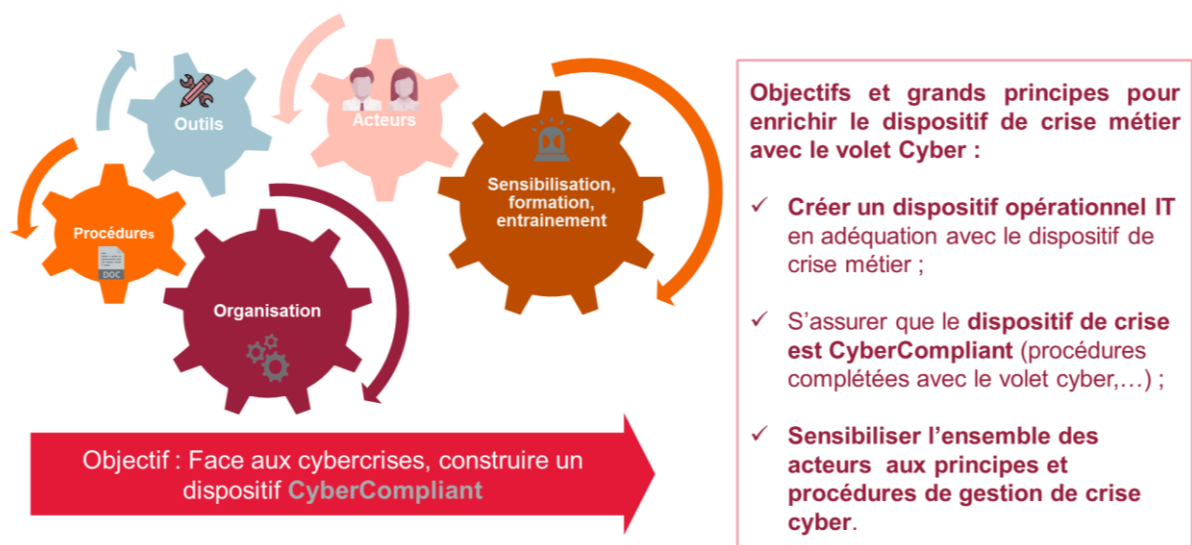 Outils
Acteurs
Sensibilisation,
formation,
entrainement
Procédures
DOC
Organisation
Objectif : Face aux cybercrises, construire un
dispositif CyberCompliant
Objectifs et grands principes pour
enrichir le dispositif de crise métier
avec le volet Cyber :
✓ Créer un dispositif opérationnel IT
en adéquation avec le dispositif de
crise métier ;
✓ S’assurer que le dispositif de crise
est CyberCompliant (procédures
complétées avec le volet cyber,…) ;
✓ Sensibiliser l’ensemble des
acteurs aux principes et
procédures de gestion de crise
cyber.